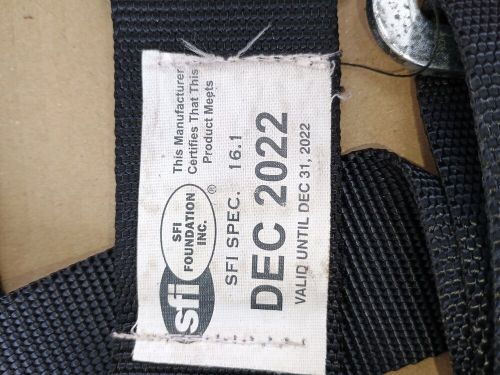 This Manufacturer
Certifies That This
Product Meets
sfi
SFI
FOUNDATION
INC.
®
SFI SPEC. 16.1
DEC 2022
VALID UNTIL DEC 31, 2022